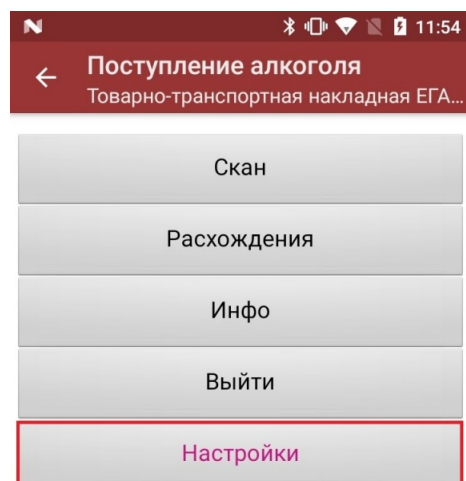 11:54
Поступление алкоголя
Товарно-транспортная накладная ЕГА...
Скан
Расхождения
Инфо
Выйти
Настройки